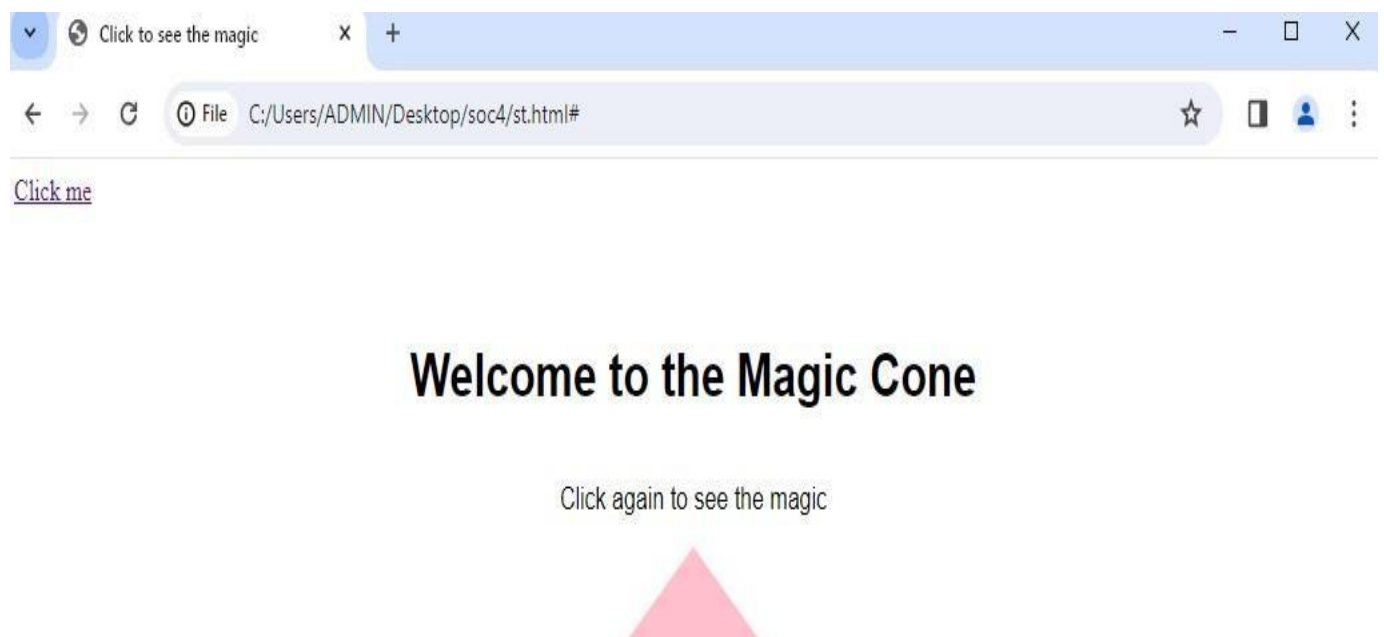 Click to see the magic
File C:/Users/ADMIN/Desktop/soc4/st.html#
Click me
Welcome to the Magic Cone
Click again to see the magic